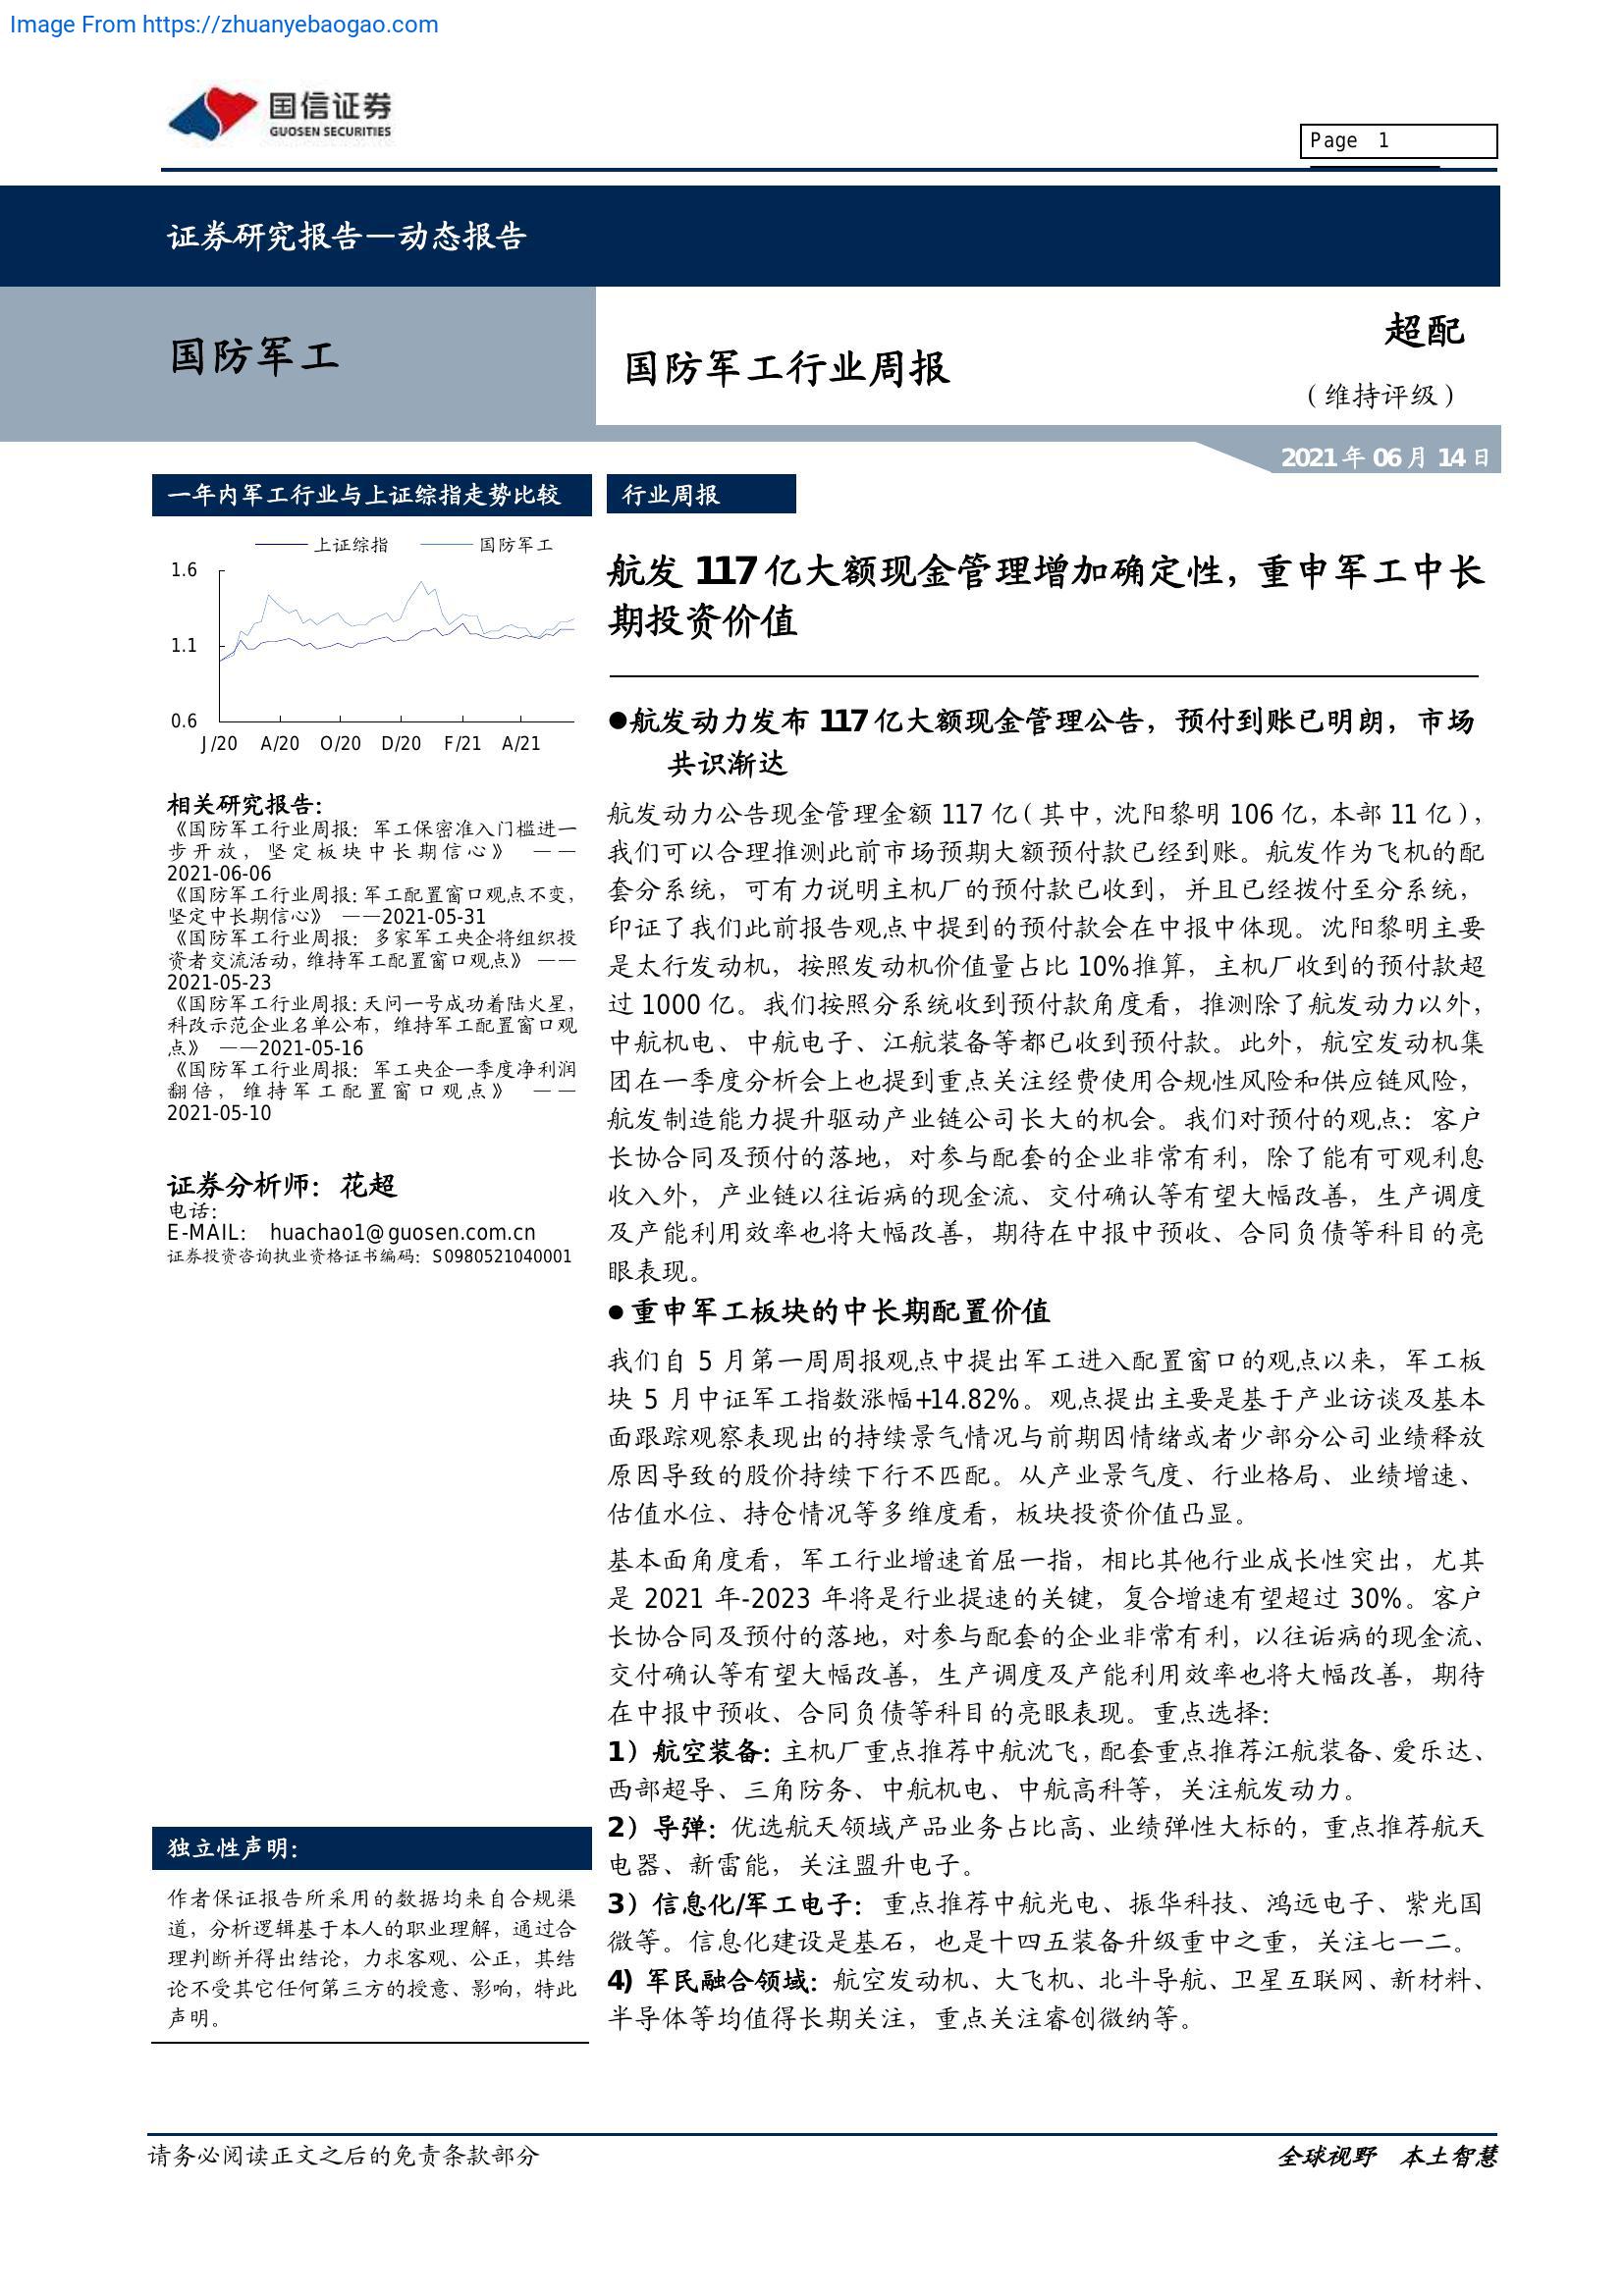 Image From https://zhuanyebaogao.com
国信证券
GUOSEN SECURITIES
Page 1
证券研究报告—动态报告
国防军工
国防军工行业周报
超配
（维持评级）
2021 年 06 月 14 日
一年内军工行业与上证综指走势比较
上证综指 国防军工
1.6
1.1
0.6
J/20 A/20 O/20 D/20 F/21 A/21
相关研究报告：
《国防军工行业周报：军工保密准入门槛进一
步开放，坚定板块中长期信心》 ——
2021-06-06
《国防军工行业周报：军工配置窗口观点不变，
坚定中长期信心》 ——2021-05-31
《国防军工行业周报：多家军工央企将组织投
资者交流活动，维持军工配置窗口观点》 ——
2021-05-23
《国防军工行业周报：天问一号成功着陆火星，
科改示范企业名单公布，维持军工配置窗口观
点》 ——2021-05-16
《国防军工行业周报：军工央企一季度净利润
翻倍，维持军工配置窗口观点》 ——
2021-05-10
证券分析师：花超
电话：
E-MAIL： huachao1@guosen.com.cn
证券投资咨询执业资格证书编码：S0980521040001
独立性声明：
作者保证报告所采用的数据均来自合规渠
道，分析逻辑基于本人的职业理解，通过合
理判断并得出结论，力求客观、公正，其结
论不受其它任何第三方的授意、影响，特此
声明。
行业周报
航发 117 亿大额现金管理增加确定性，重申军工中长
期投资价值
●航发动力发布 117 亿大额现金管理公告，预付到账已明朗，市场
共识渐达
航发动力公告现金管理金额 117 亿（其中，沈阳黎明 106 亿，本部 11 亿），
我们可以合理推测此前市场预期大额预付款已经到账。航发作为飞机的配
套分系统，可有力说明主机厂的预付款已收到，并且已经拨付至分系统，
印证了我们此前报告观点中提到的预付款会在中报中体现。沈阳黎明主要
是太行发动机，按照发动机价值量占比 10%推算，主机厂收到的预付款超
过 1000 亿。我们按照分系统收到预付款角度看，推测除了航发动力以外，
中航机电、中航电子、江航装备等都已收到预付款。此外，航空发动机集
团在一季度分析会上也提到重点关注经费使用合规性风险和供应链风险，
航发制造能力提升驱动产业链公司长大的机会。我们对预付的观点：客户
长协合同及预付的落地，对参与配套的企业非常有利，除了能有可观利息
收入外，产业链以往诟病的现金流、交付确认等有望大幅改善，生产调度
及产能利用效率也将大幅改善，期待在中报中预收、合同负债等科目的亮
眼表现。
●重申军工板块的中长期配置价值
我们自 5 月第一周周报观点中提出军工进入配置窗口的观点以来，军工板
块 5 月中证军工指数涨幅+14.82%。观点提出主要是基于产业访谈及基本
面跟踪观察表现出的持续景气情况与前期因情绪或者少部分公司业绩释放
原因导致的股价持续下行不匹配。从产业景气度、行业格局、业绩增速、
估值水位、持仓情况等多维度看，板块投资价值凸显。
基本面角度看，军工行业增速首屈一指，相比其他行业成长性突出，尤其
是 2021 年-2023 年将是行业提速的关键，复合增速有望超过 30%。客户
长协合同及预付的落地，对参与配套的企业非常有利，以往诟病的现金流、
交付确认等有望大幅改善，生产调度及产能利用效率也将大幅改善，期待
在中报中预收、合同负债等科目的亮眼表现。重点选择：
1）航空装备：主机厂重点推荐中航沈飞，配套重点推荐江航装备、爱乐达、
西部超导、三角防务、中航机电、中航高科等，关注航发动力。
2）导弹：优选航天领域产品业务占比高、业绩弹性大标的，重点推荐航天
电器、新雷能，关注盟升电子。
3）信息化/军工电子：重点推荐中航光电、振华科技、鸿远电子、紫光国
微等。信息化建设是基石，也是十四五装备升级重中之重，关注七一二。
4）军民融合领域：航空发动机、大飞机、北斗导航、卫星互联网、新材料、
半导体等均值得长期关注，重点关注睿创微纳等。
请务必阅读正文之后的免责条款部分
全球视野 本土智慧